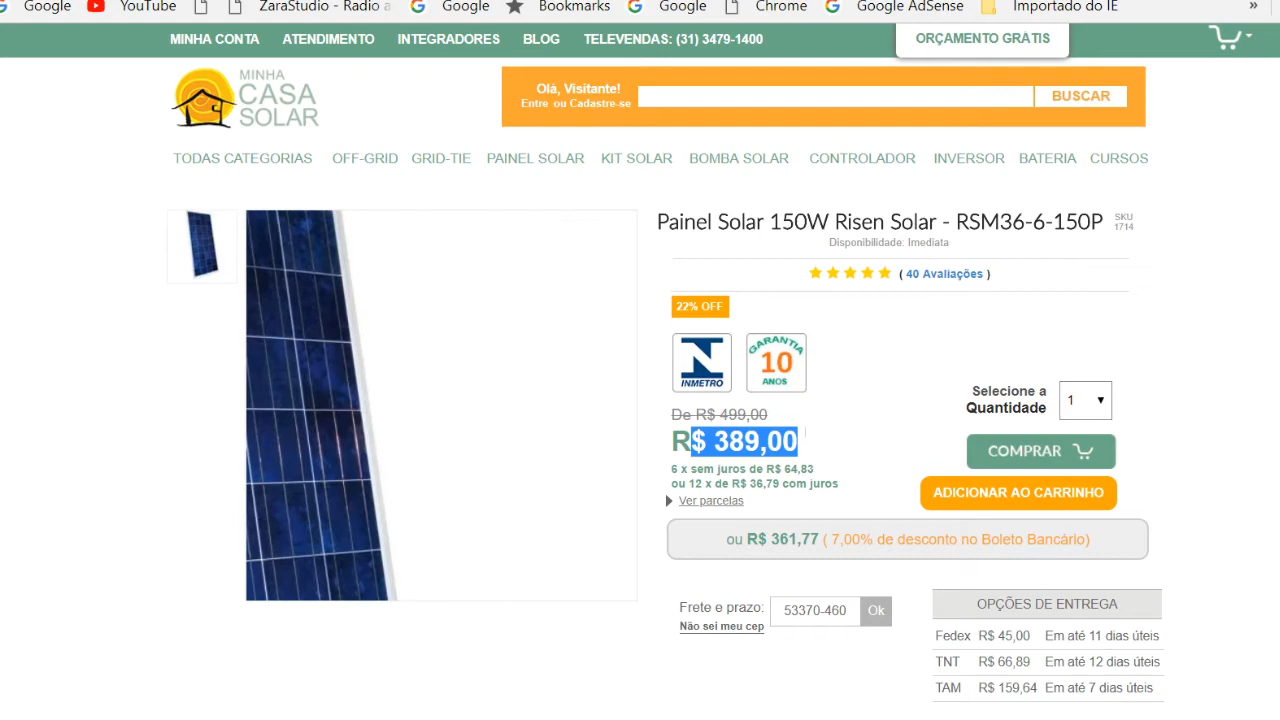 Google YouTube ZaraStudio - Radio a Google Bookmarks Google Chrome Google AdSense Importado do IE »
MINHA CONTA ATENDIMENTO INTEGRADORES BLOG TELEVENDAS: (31) 3479-1400 ORÇAMENTO GRATIS
MINHA
CASA
SOLAR
Olá, Visitante!
Entre ou Cadastre-se
BUSCAR
TODAS CATEGORIAS OFF-GRID GRID-TIE PAINEL SOLAR KIT SOLAR BOMBA SOLAR CONTROLADOR INVERSOR BATERIA CURSOS
Painel Solar 150W Risen Solar - RSM36-6-150P
SKU
1714
Disponibilidade: Imediata
( 40 Avaliações )
22% OFF
INMETRO
GARANTIA
10
ANOS
Selecione a
Quantidade
1
De R$ 499,00
R$ 389,00
COMPRAR
6 x sem juros de R$ 64,83
ou 12 x de R$ 36,79 com juros
Ver parcelas
ADICIONAR AO CARRINHO
ou R$ 361,77 ( 7,00% de desconto no Boleto Bancário)
Frete e prazo:
Não sei meu cep
53370-460
Ok
OPÇÕES DE ENTREGA
Fedex R$ 45,00 Em até 11 dias úteis
TNT R$ 66,89 Em até 12 dias úteis
TAM R$ 159,64 Em até 7 dias úteis